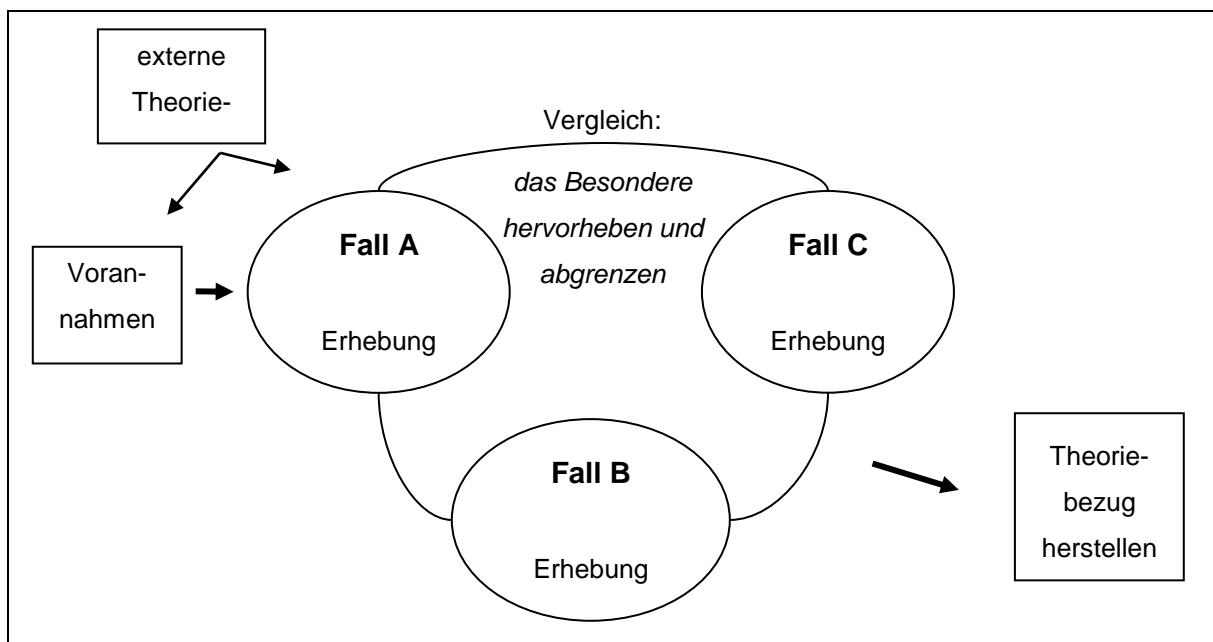 externe
Theorie-
Vergleich:
das Besondere
hervorheben und
abgrenzen
Voran-
nahmen
Fall A
Erhebung
Fall C
Erhebung
Fall B
Erhebung
Theorie-
bezug
herstellen